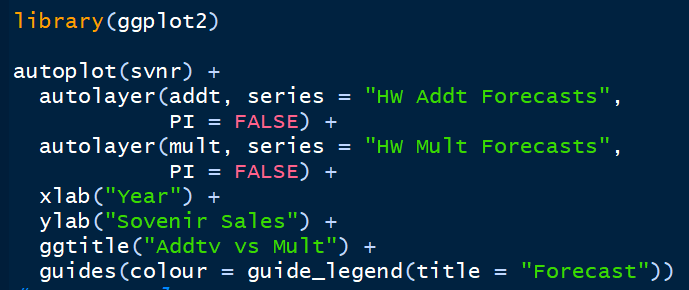 library(ggplot2)
autoplot(svnr) +
autolayer(addt, series = "HW Addt Forecasts",
PI = FALSE) +
autolayer(mult, series = "HW Mult Forecasts",
PI = FALSE) +
xlab("Year") +
ylab("Sovenir Sales") +
ggtitle("Addtv vs Mult") +
guides(colour = guide_legend(title = "Forecast"))